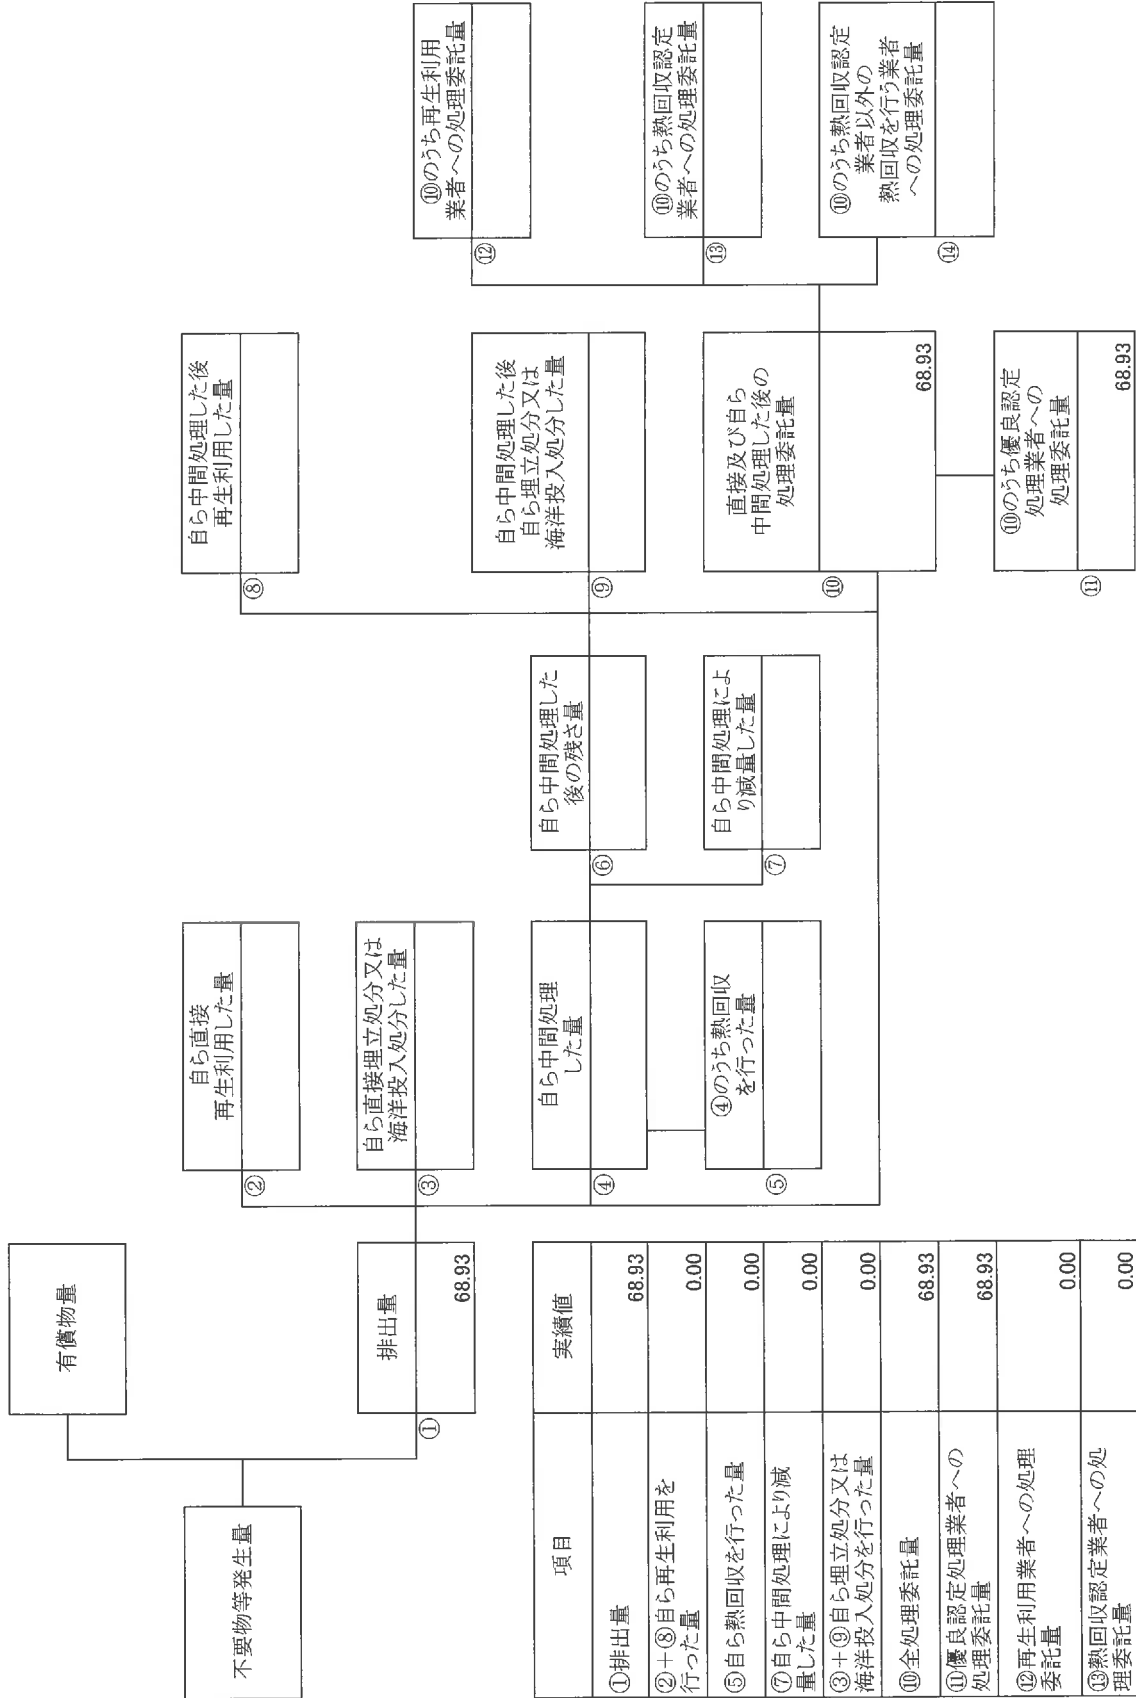 不要物等発生量
有償物量
①
排出量
68.93
②
自ら直接
再生利用した量
③
自ら直接埋立処分又は
海洋投入処分した量
④
自ら中間処理
した量
⑤
④のうち熱回収
を行った量
⑥
自ら中間処理した
後の残さ量
⑦
自ら中間処理によ
り減量した量
⑧
自ら中間処理した後
再生利用した量
⑨
自ら中間処理した後
自ら埋立処分又は
海洋投入処分した量
⑩
直接及び自ら
中間処理した後の
処理委託量
68.93
⑪
⑩のうち優良認定
処理業者への
処理委託量
68.93
⑫
⑩のうち再生利用
業者への処理委託量
⑬
⑩のうち熱回収認定
業者への処理委託量
⑭
⑩のうち熱回収認定
業者以外の
熱回収を行う業者
への処理委託量
項目 実績値
①排出量 68.93
②+⑧自ら再生利用を
行った量 0.00
⑤自ら熱回収を行った量 0.00
⑦自ら中間処理により減
量した量 0.00
③+⑨自ら埋立処分又は
海洋投入処分を行った量 0.00
⑩全処理委託量 68.93
⑪優良認定処理業者への
処理委託量 68.93
⑫再生利用業者への処理
委託量 0.00
⑬熱回収認定業者への処
理委託量 0.00